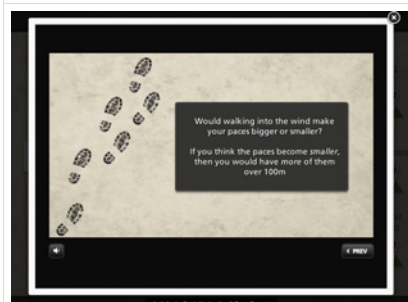 Would walking into the wind make
your paces bigger or smaller?
If you think the paces become smaller,
then you would have more of them
over 100m
PREV